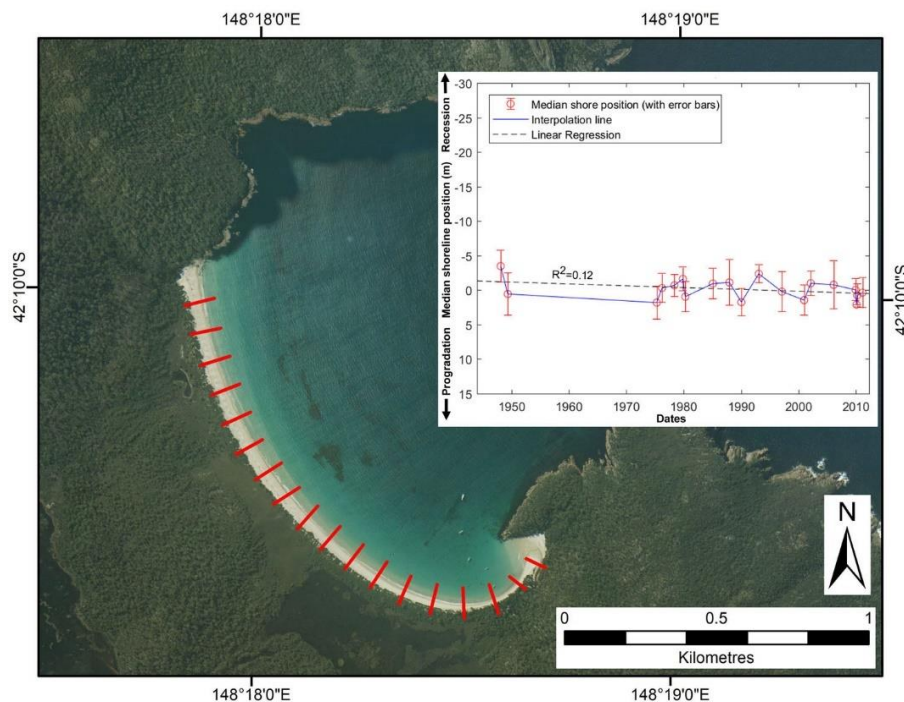 148°18'0"E
148°19'0"E
42°10'0"S
42°10'0"S
148°18'0"E
148°19'0"E
Progradation Median shoreline position (m) Recession
-30
-25
-20
-15
-10
-5
0
5
10
15
Median shore position (with error bars)
Interpolation line
Linear Regression
R²=0.12
1950
1960
1970
1980
1990
2000
2010
Dates
N
0
0.5
1
Kilometres